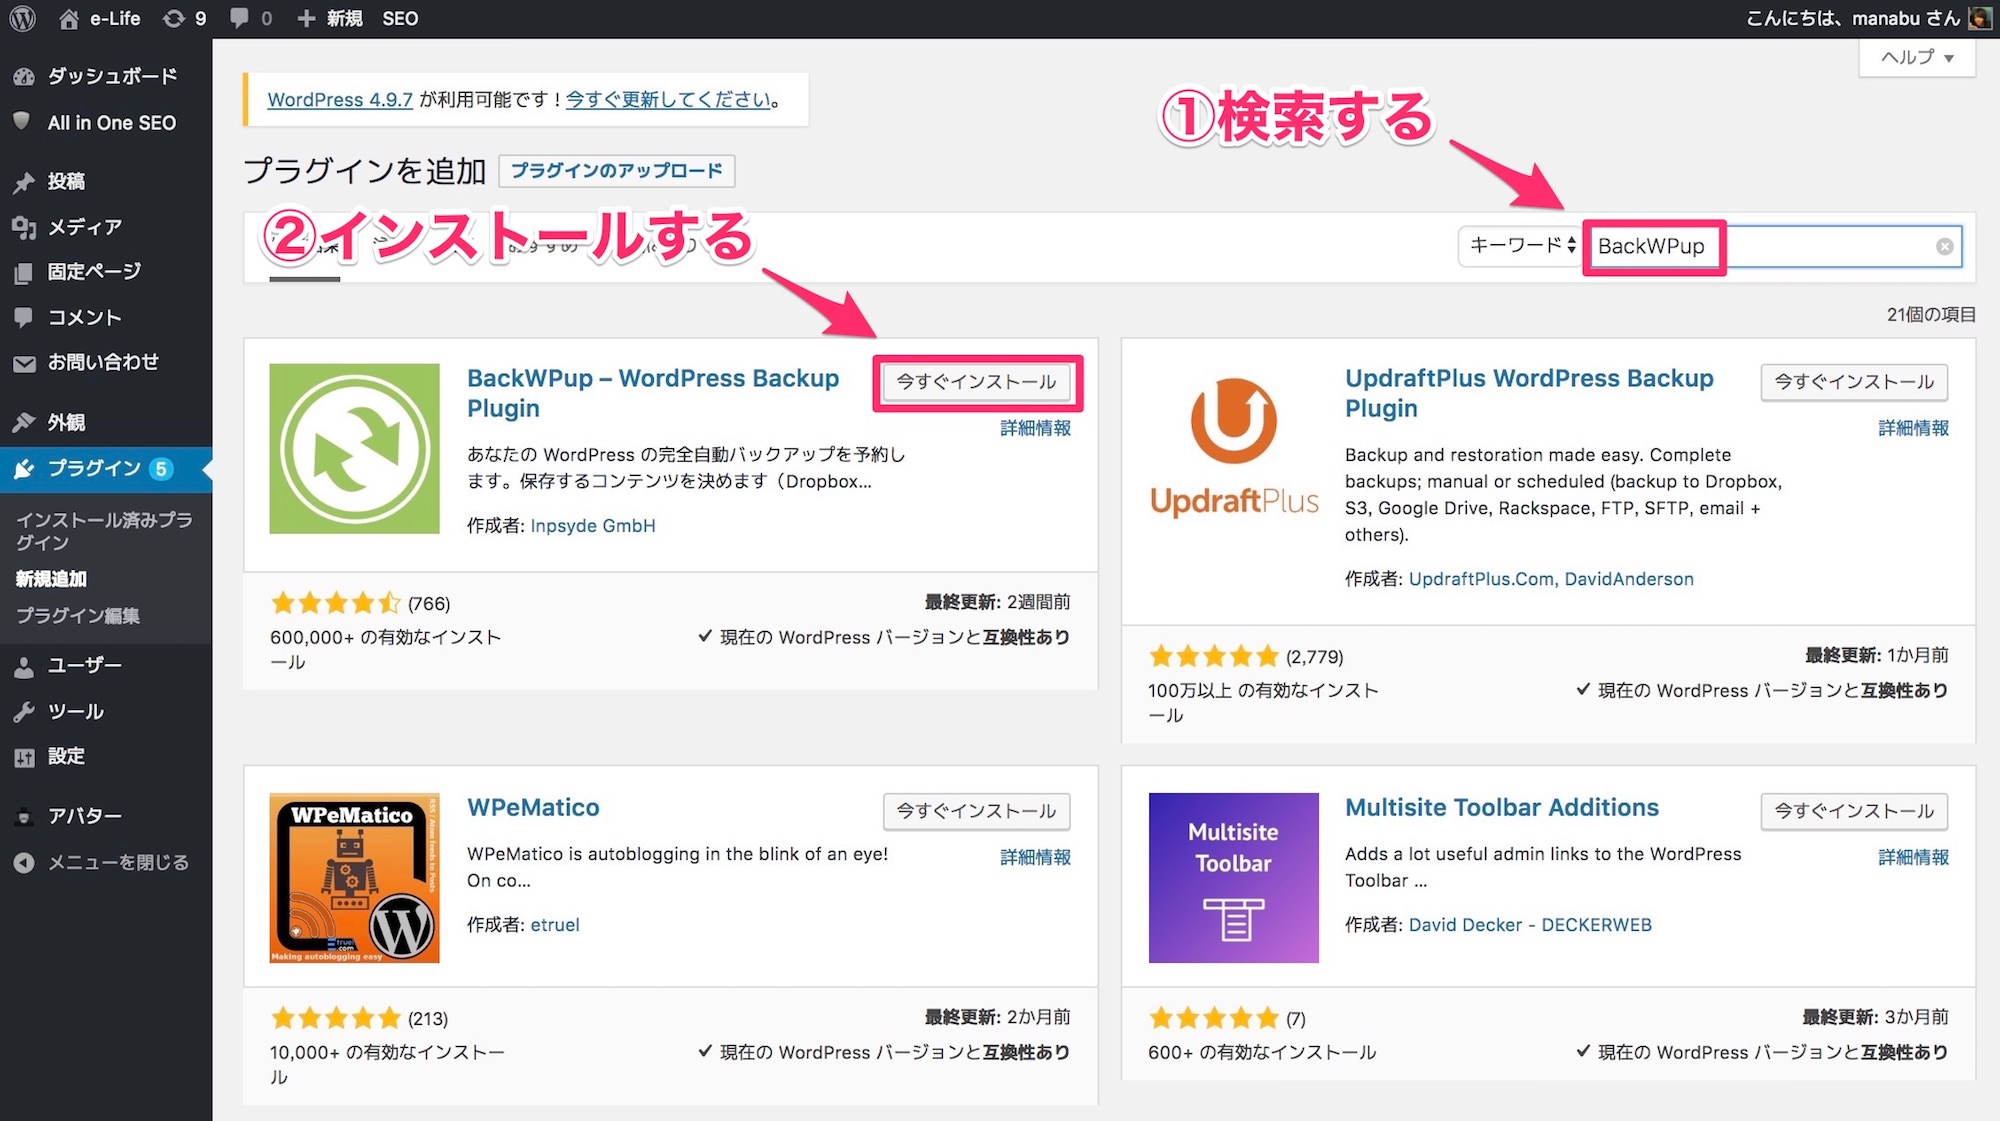 e-Life 9 0 新規 SEO
こんにちは、manabu さん
ダッシュボード
All in One SEO
投稿
メディア
固定ページ
コメント
お問い合わせ
外観
プラグイン 5
インストール済みプラ
グイン
新規追加
プラグイン編集
ユーザー
ツール
設定
アバター
メニューを閉じる
ヘルプ
WordPress 4.9.7 が利用可能です ! 今すぐ更新してください。
①検索する
プラグインを追加 プラグインのアップロード
②インストールする
キーワード BackWPup
21個の項目
BackWPup – WordPress Backup
Plugin
今すぐインストール
詳細情報
あなたの WordPress の完全自動バックアップを予約し
ます。保存するコンテンツを決めます（Dropbox...
作成者: Inpsyde GmbH
(766)
最終更新: 2週間前
600,000+ の有効なインスト
ール
現在の WordPress バージョンと互換性あり
UpdraftPlus
UpdraftPlus WordPress Backup
Plugin
今すぐインストール
詳細情報
Backup and restoration made easy. Complete
backups; manual or scheduled (backup to Dropbox,
S3, Google Drive, Rackspace, FTP, SFTP, email +
others).
作成者: UpdraftPlus.Com, DavidAnderson
(2,779)
最終更新: 1か月前
100万以上 の有効なインスト
ール
現在の WordPress バージョンと互換性あり
WPeMatico
Making autoblogging easy
WPeMatico
今すぐインストール
詳細情報
WPeMatico is autoblogging in the blink of an eye!
On co...
作成者: etruel
(213)
最終更新: 2か月前
10,000+ の有効なインストー
ル
現在の WordPress バージョンと互換性あり
Multisite
Toolbar
Multisite Toolbar Additions
今すぐインストール
詳細情報
Adds a lot useful admin links to the WordPress
Toolbar ...
作成者: David Decker - DECKERWEB
(7)
最終更新: 3か月前
600+ の有効なインストール
現在の WordPress バージョンと互換性あり